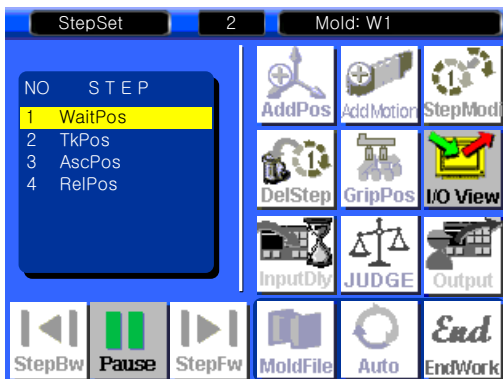 StepSet 2 Mold: W1
NO STEP
1 WaitPos
2 TkPos
3 AscPos
4 RelPos
AddPos AddMotion StepModi
DelStep GripPos I/O View
InputDly JUDGE Output
StepBw Pause StepFw MoldFile Auto End EndWork